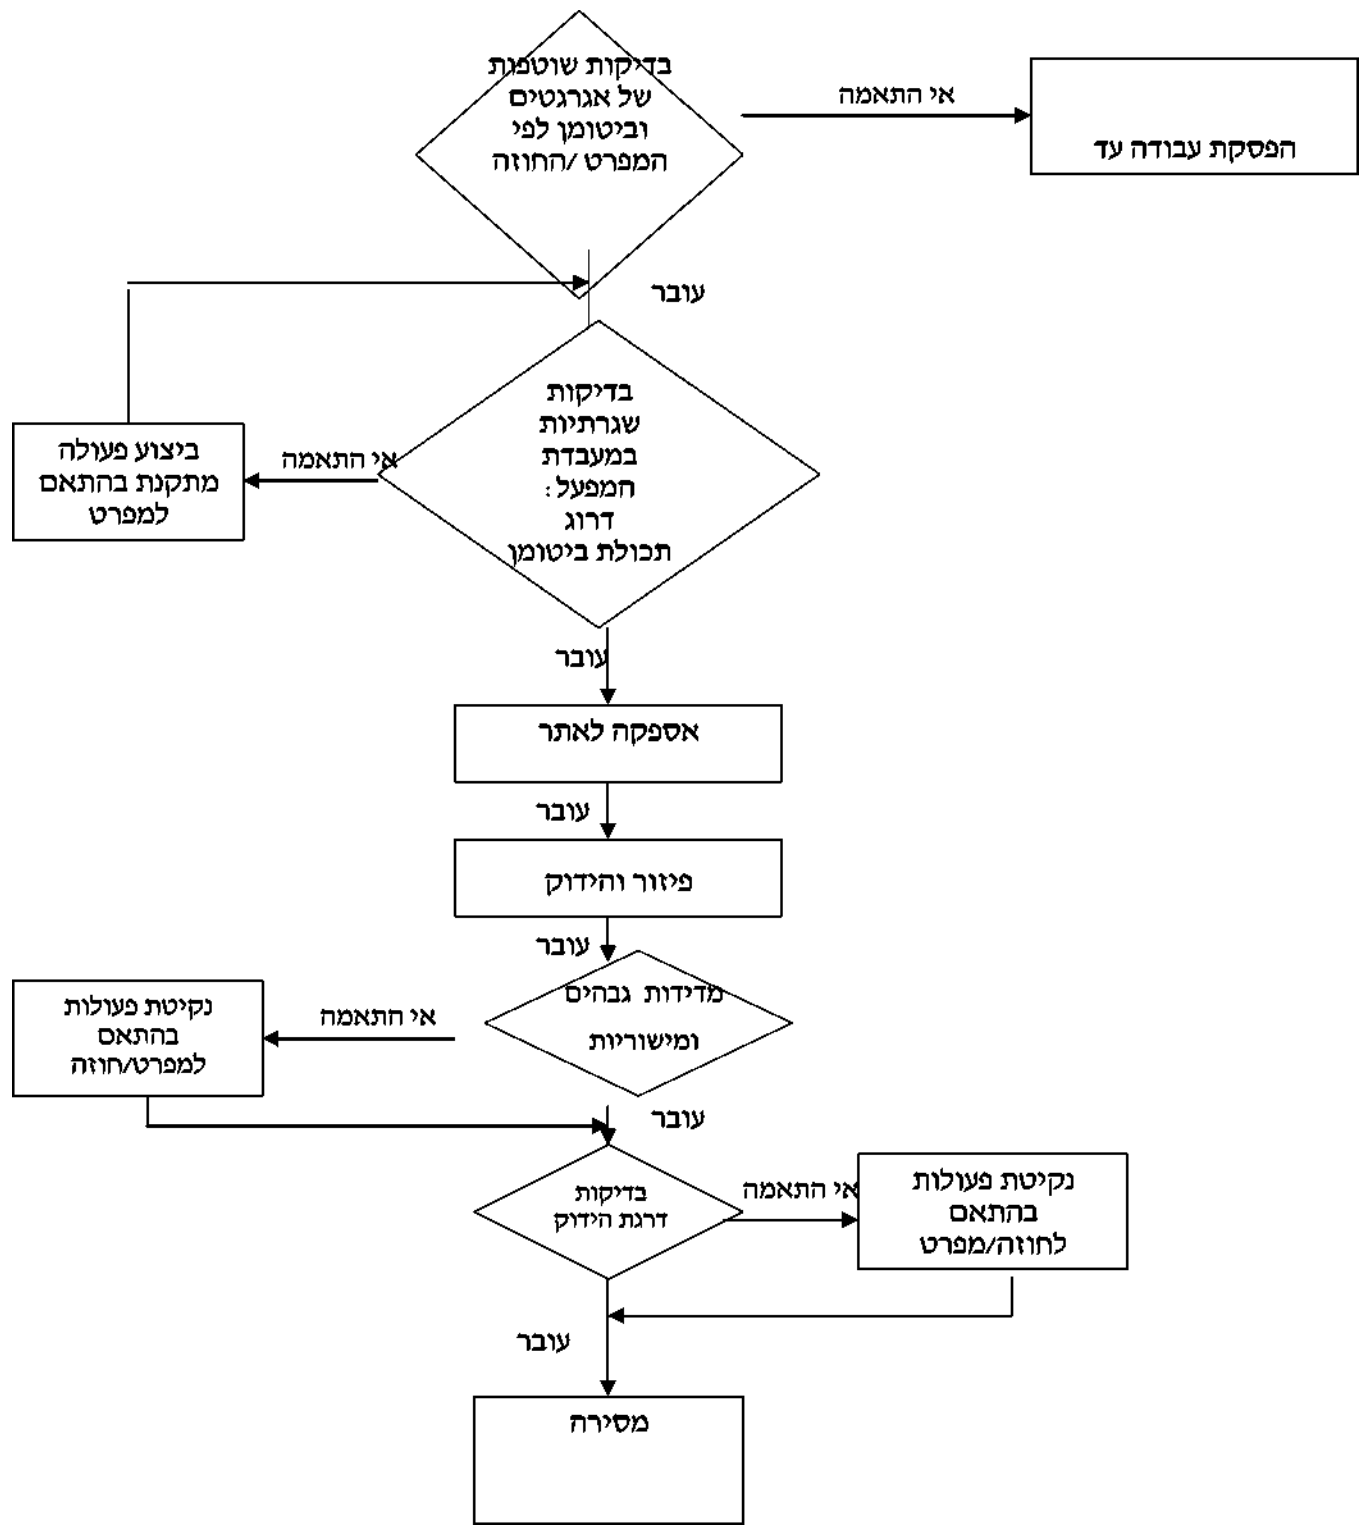 בדיקות שוטפות
של אגרגטים
וביטומן לפי
המפרט /החוזה
אי התאמה
הפסקת עבודה עד
עובר
בדיקות
שגרתיות
במעבדת
המפעל:
דרוג
תכולת ביטומן
אי התאמה
ביצוע פעולה
מתקנת בהתאם
למפרט
עובר
אספקה לאתר
עובר
פיזור והידוק
עובר
מדידות גבהים
ומישוריות
אי התאמה
נקיטת פעולות
בהתאם
למפרט/חוזה
עובר
בדיקות
דרגת הידוק
אי התאמה
נקיטת פעולות
בהתאם
לחוזה/מפרט
עובר
מסירה